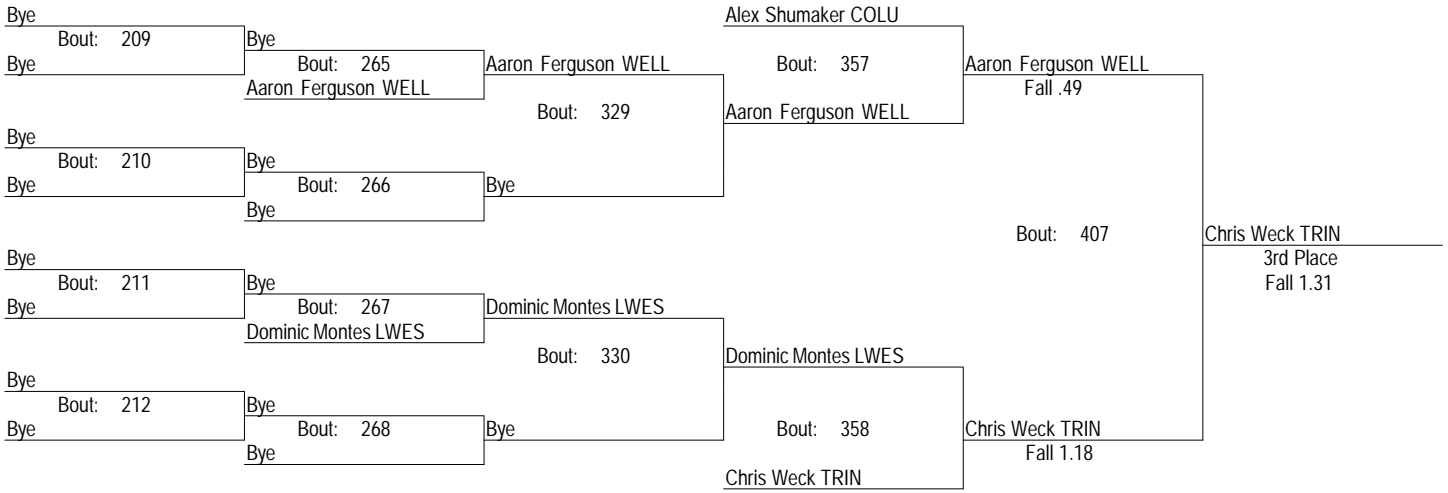 Bye
Alex Shumaker COLU
Bout: 209
Bye
Bye
Bout: 265
Aaron Ferguson WELL
Bout: 357
Aaron Ferguson WELL
Aaron Ferguson WELL
Fall .49
Bout: 329
Aaron Ferguson WELL
Bye
Bout: 210
Bye
Bye
Bout: 266
Bye
Bye
Bout: 407
Chris Weck TRIN
Bye
3rd Place
Bout: 211
Bye
Fall 1.31
Bye
Bout: 267
Dominic Montes LWES
Dominic Montes LWES
Bout: 330
Dominic Montes LWES
Bye
Bout: 212
Bye
Bye
Bout: 268
Bye
Bout: 358
Chris Weck TRIN
Bye
Fall 1.18
Chris Weck TRIN